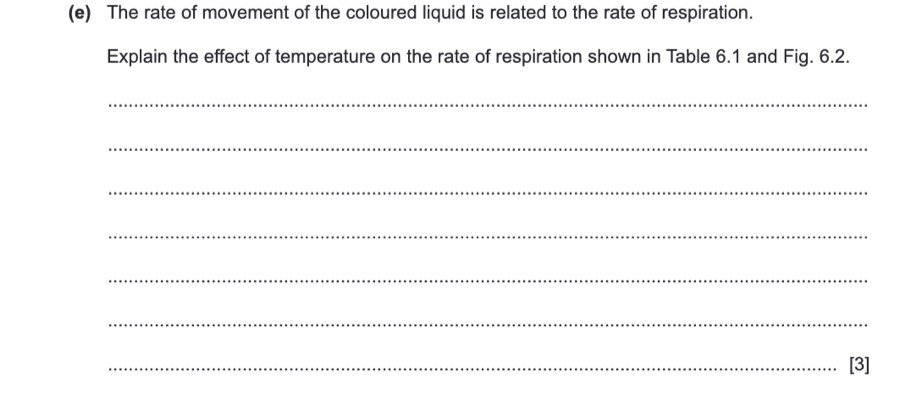 (e) The rate of movement of the coloured liquid is related to the rate of respiration.
Explain the effect of temperature on the rate of respiration shown in Table 6.1 and Fig. 6.2.
[3]